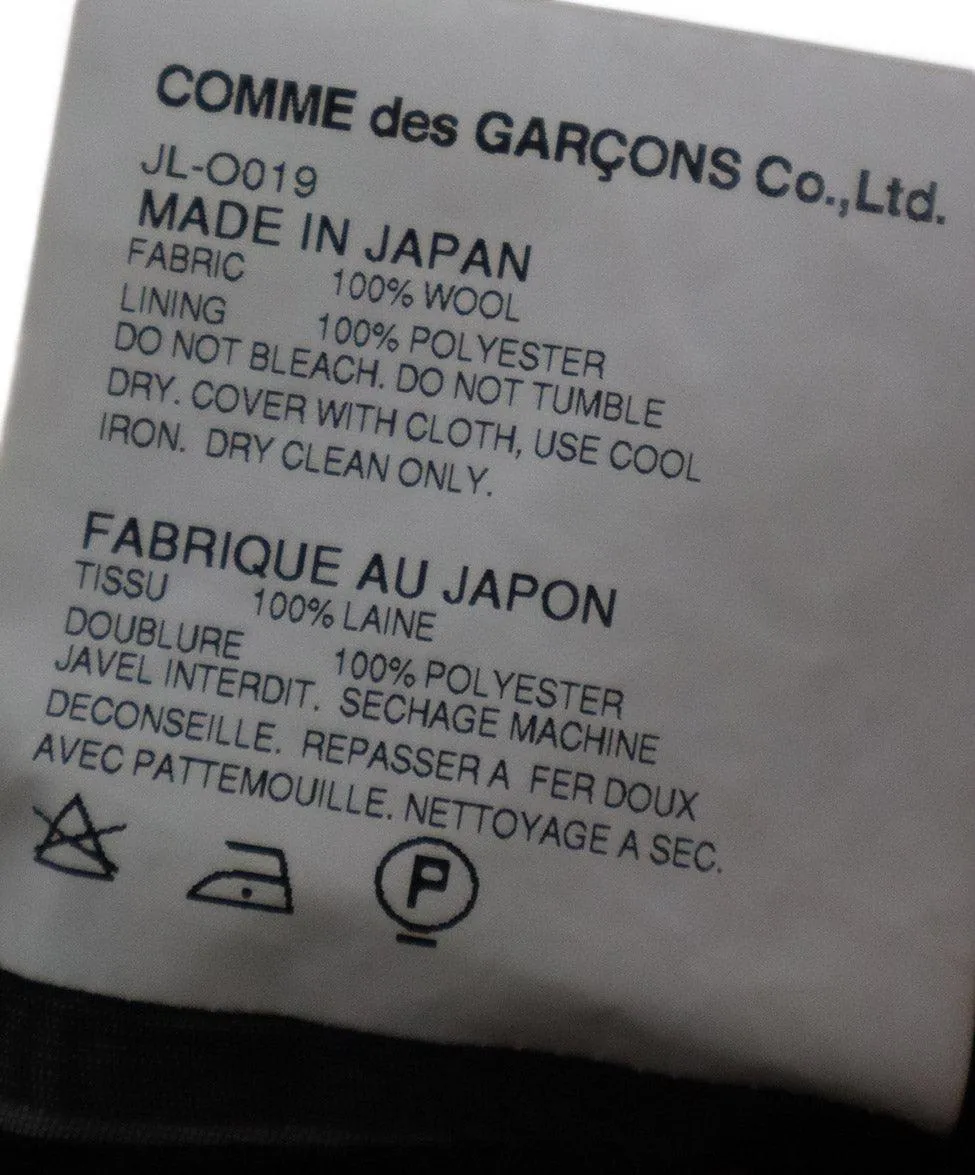 COMME des GARÇONS Co.,Ltd.
JL-O019
MADE IN JAPAN
FABRIC 100% WOOL
LINING 100% POLYESTER
DO NOT BLEACH. DO NOT TUMBLE
DRY. COVER WITH CLOTH, USE COOL
IRON. DRY CLEAN ONLY.
FABRIQUE AU JAPON
TISSU 100% LAINE
DOUBLURE 100% POLYESTER
JAVEL INTERDIT. SECHAGE MACHINE
DECONSEILLE. REPASSER A FER DOUX
AVEC PATTEMOUILLE. NETTOYAGE A SEC.
P